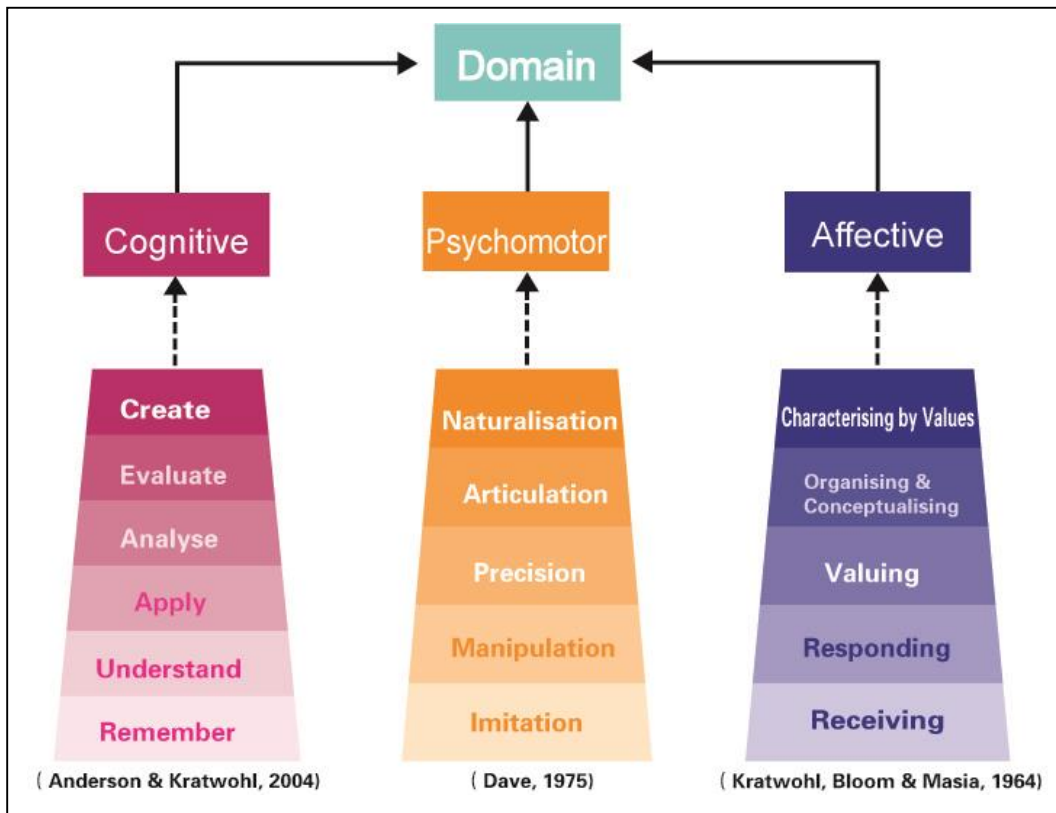 Domain
Cognitive
Psychomotor
Affective
Create
Evaluate
Analyse
Apply
Understand
Remember
( Anderson & Kratwohl, 2004)
Naturalisation
Articulation
Precision
Manipulation
Imitation
( Dave, 1975)
Characterising by Values
Organising &
Conceptualising
Valuing
Responding
Receiving
( Kratwohl, Bloom & Masia, 1964)